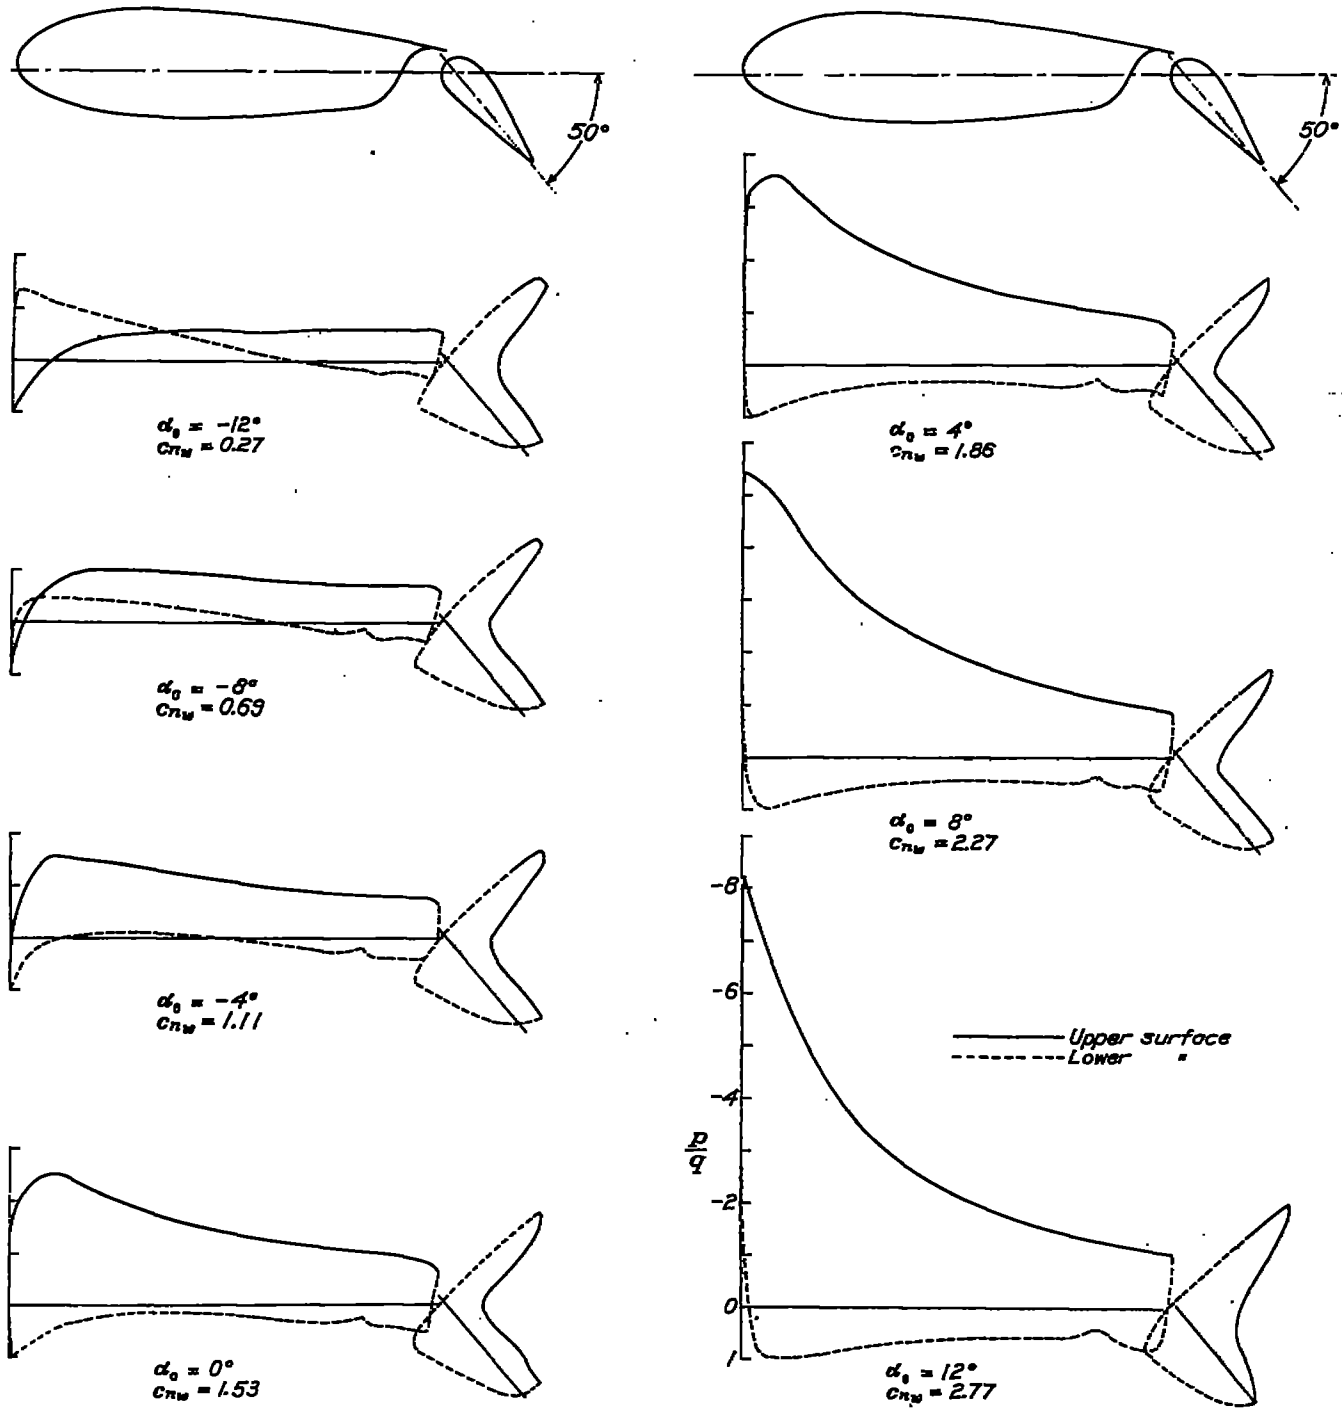 50°
50°
α₀ = -12°
cₙw = 0.27
α₀ = -8°
cₙw = 0.69
α₀ = -4°
cₙw = 1.11
α₀ = 0°
cₙw = 1.53
α₀ = 4°
cₙw = 1.86
α₀ = 8°
cₙw = 2.27
-8
-6
-4
p/q
-2
0
1
Upper surface
Lower "
α₀ = 12°
cₙw = 2.77